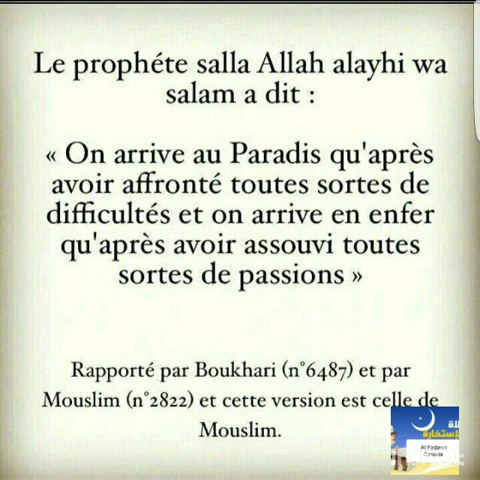 Le prophéte salla Allah alayhi wa
salam a dit :
« On arrive au Paradis qu'après
avoir affronté toutes sortes de
difficultés et on arrive en enfer
qu'après avoir assouvi toutes
sortes de passions »
Rapporté par Boukhari (n°6487) et par
Mouslim (n°2822) et cette version est celle de
Mouslim.